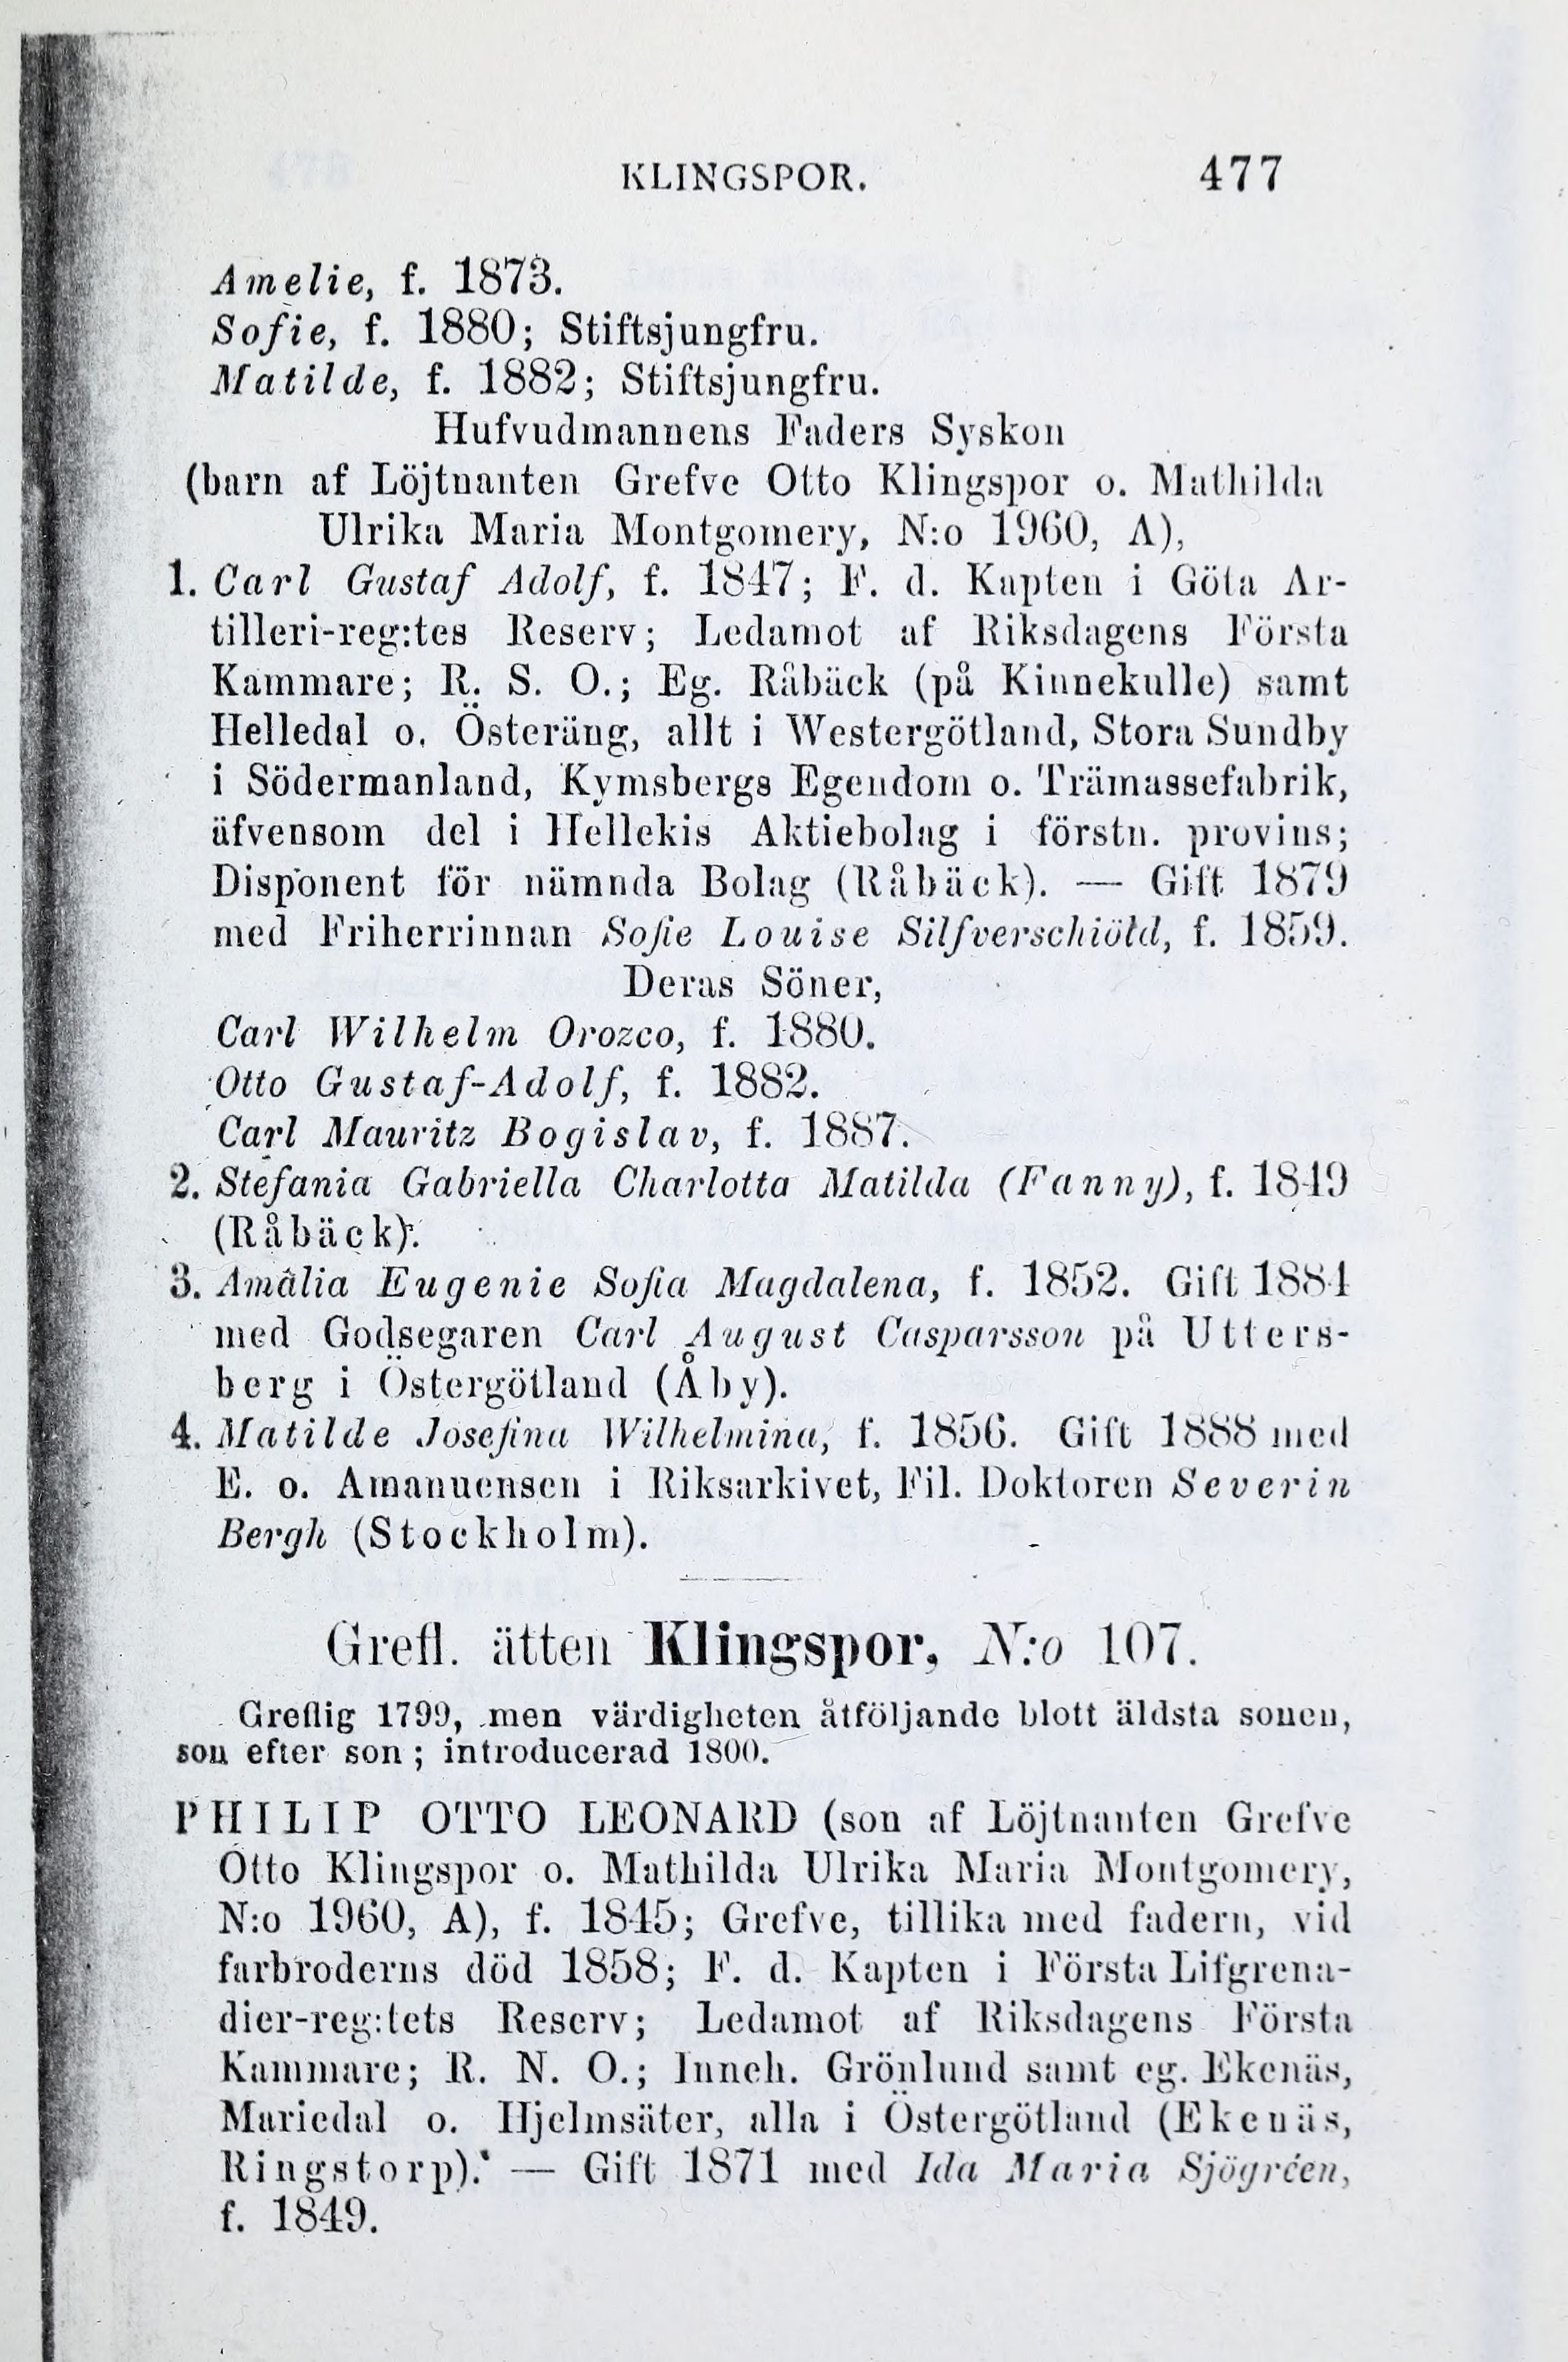 KLINGSPOR. 477
Amelie, f. 1873.
Sofie, f. 1880; Stiftsjungfru.
Matilde, f. 1882; Stiftsjungfru.
Hufvudmannens Faders Syskon
(barn af Löjtnanten Grefve Otto Klingspor o. Mathilda
Ulrika Maria Montgomery, N:o 1960, A),
1. Carl Gustaf Adolf, f. 1847; F. d. Kapten i Göta Ar-
tilleri-reg:tes Reserv; Ledamot af Riksdagens Första
Kammare; R. S. O.; Eg. Råbäck (på Kinnekulle) samt
Helledal o. Österäng, allt i Westergötland, Stora Sundby
i Södermanland, Kymsbergs Egendom o. Trämassefabrik,
äfvensom del i Hellekis Aktiebolag i förstn. provins;
Disponent för nämnda Bolag (Råbäck). — Gift 1879
med Friherrinnan Sofie Louise Silfverschiöld, f. 1859.
Deras Söner,
Carl Wilhelm Orozco, f. 1880.
Otto Gustaf-Adolf, f. 1882.
Carl Mauritz Bogislav, f. 1887.
2. Stefania Gabriella Charlotta Matilda (Fanny), f. 1849
(Råbäck).
3. Amalia Eugenie Sofia Magdalena, f. 1852. Gift 1884
med Godsegaren Carl August Casparsson på Utters-
berg i Östergötland (Åby).
4. Matilde Josefina Wilhelmina, f. 1856. Gift 1888 med
E. o. Amanuensen i Riksarkivet, Fil. Doktoren Severin
Bergh (Stockholm).
Grefl. ätten Klingspor, N:o 107.
Greflig 1799, men värdigheten åtföljande blott äldsta sonen,
son efter son; introducerad 1800.
PHILIP OTTO LEONARD (son af Löjtnanten Grefve
Otto Klingspor o. Mathilda Ulrika Maria Montgomery,
N:o 1960, A), f. 1845; Grefve, tillika med fadern, vid
farbroderns död 1858; F. d. Kapten i Första Lifgrena-
dier-reg:tets Reserv; Ledamot af Riksdagens Första
Kammare; R. N. O.; Inneh. Grönlund samt eg. Ekenäs,
Mariedal o. Hjelmsäter, alla i Östergötland (Ekenäs,
Ringstorp). — Gift 1871 med Ida Maria Sjögréen,
f. 1849.